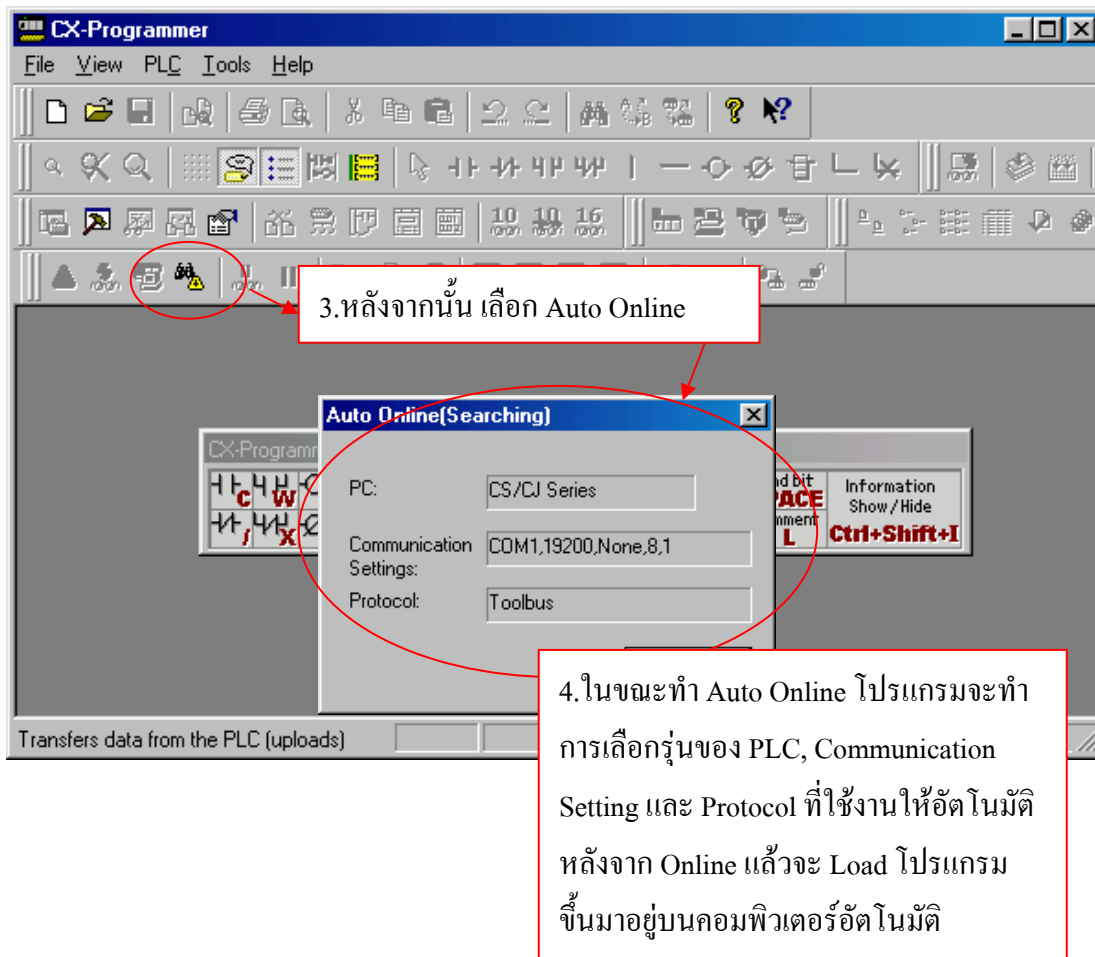 CX-Programmer
File View PLC Tools Help
10 10 16
3.หลังจากนั้น เลือก Auto Online
Auto Online(Searching)
PC: CS/CJ Series
Communication Settings: COM1,19200,None,8,1
Protocol: Toolbus
CX-Programm
C W
/ X
Information
Show/Hide
L Ctrl+Shift+I
4.ในขณะทำ Auto Online โปรแกรมจะทำ
การเลือกรุ่นของ PLC, Communication
Setting และ Protocol ที่ใช้งานให้อัตโนมัติ
หลังจาก Online แล้วจะ Load โปรแกรม
ขึ้นมาอยู่บนคอมพิวเตอร์อัตโนมัติ
Transfers data from the PLC (uploads)